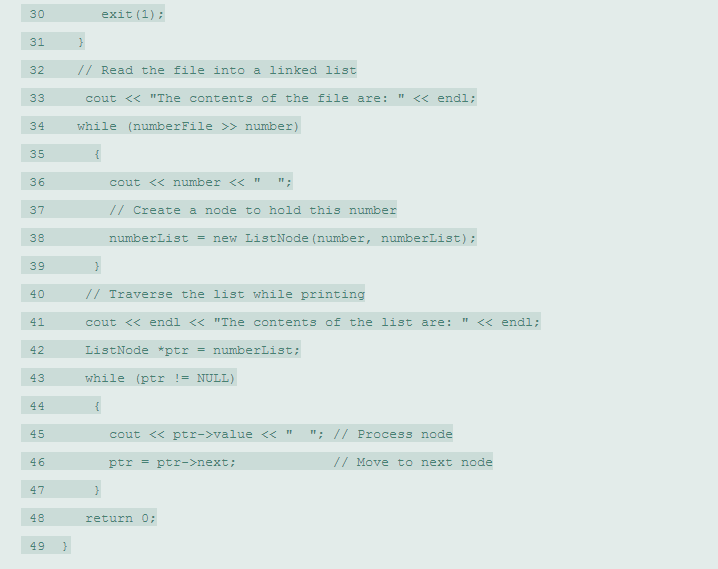 30       exit(1);
31    }
32    // Read the file into a linked list
33     cout << "The contents of the file are: " << endl;
34    while (numberFile >> number)
35      {
36        cout << number << "  ";
37        // Create a node to hold this number
38        numberList = new ListNode(number, numberList);
39      }
40     // Traverse the list while printing
41     cout << endl << "The contents of the list are: " << endl;
42     ListNode *ptr = numberList;
43     while (ptr != NULL)
44      {
45        cout << ptr->value << "  "; // Process node
46        ptr = ptr->next;            // Move to next node
47      }
48     return 0;
49  }